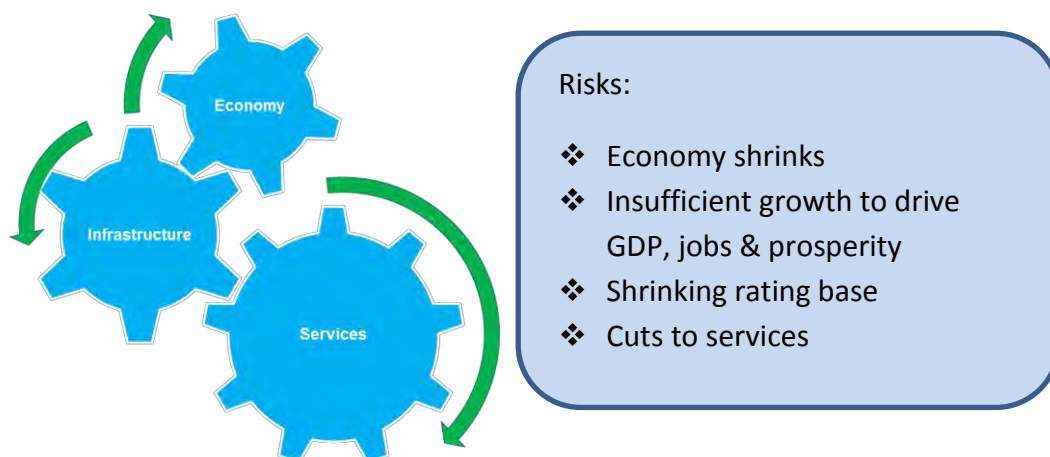 Economy
Infrastructure
Services
Risks:
❖ Economy shrinks
❖ Insufficient growth to drive
GDP, jobs & prosperity
❖ Shrinking rating base
❖ Cuts to services